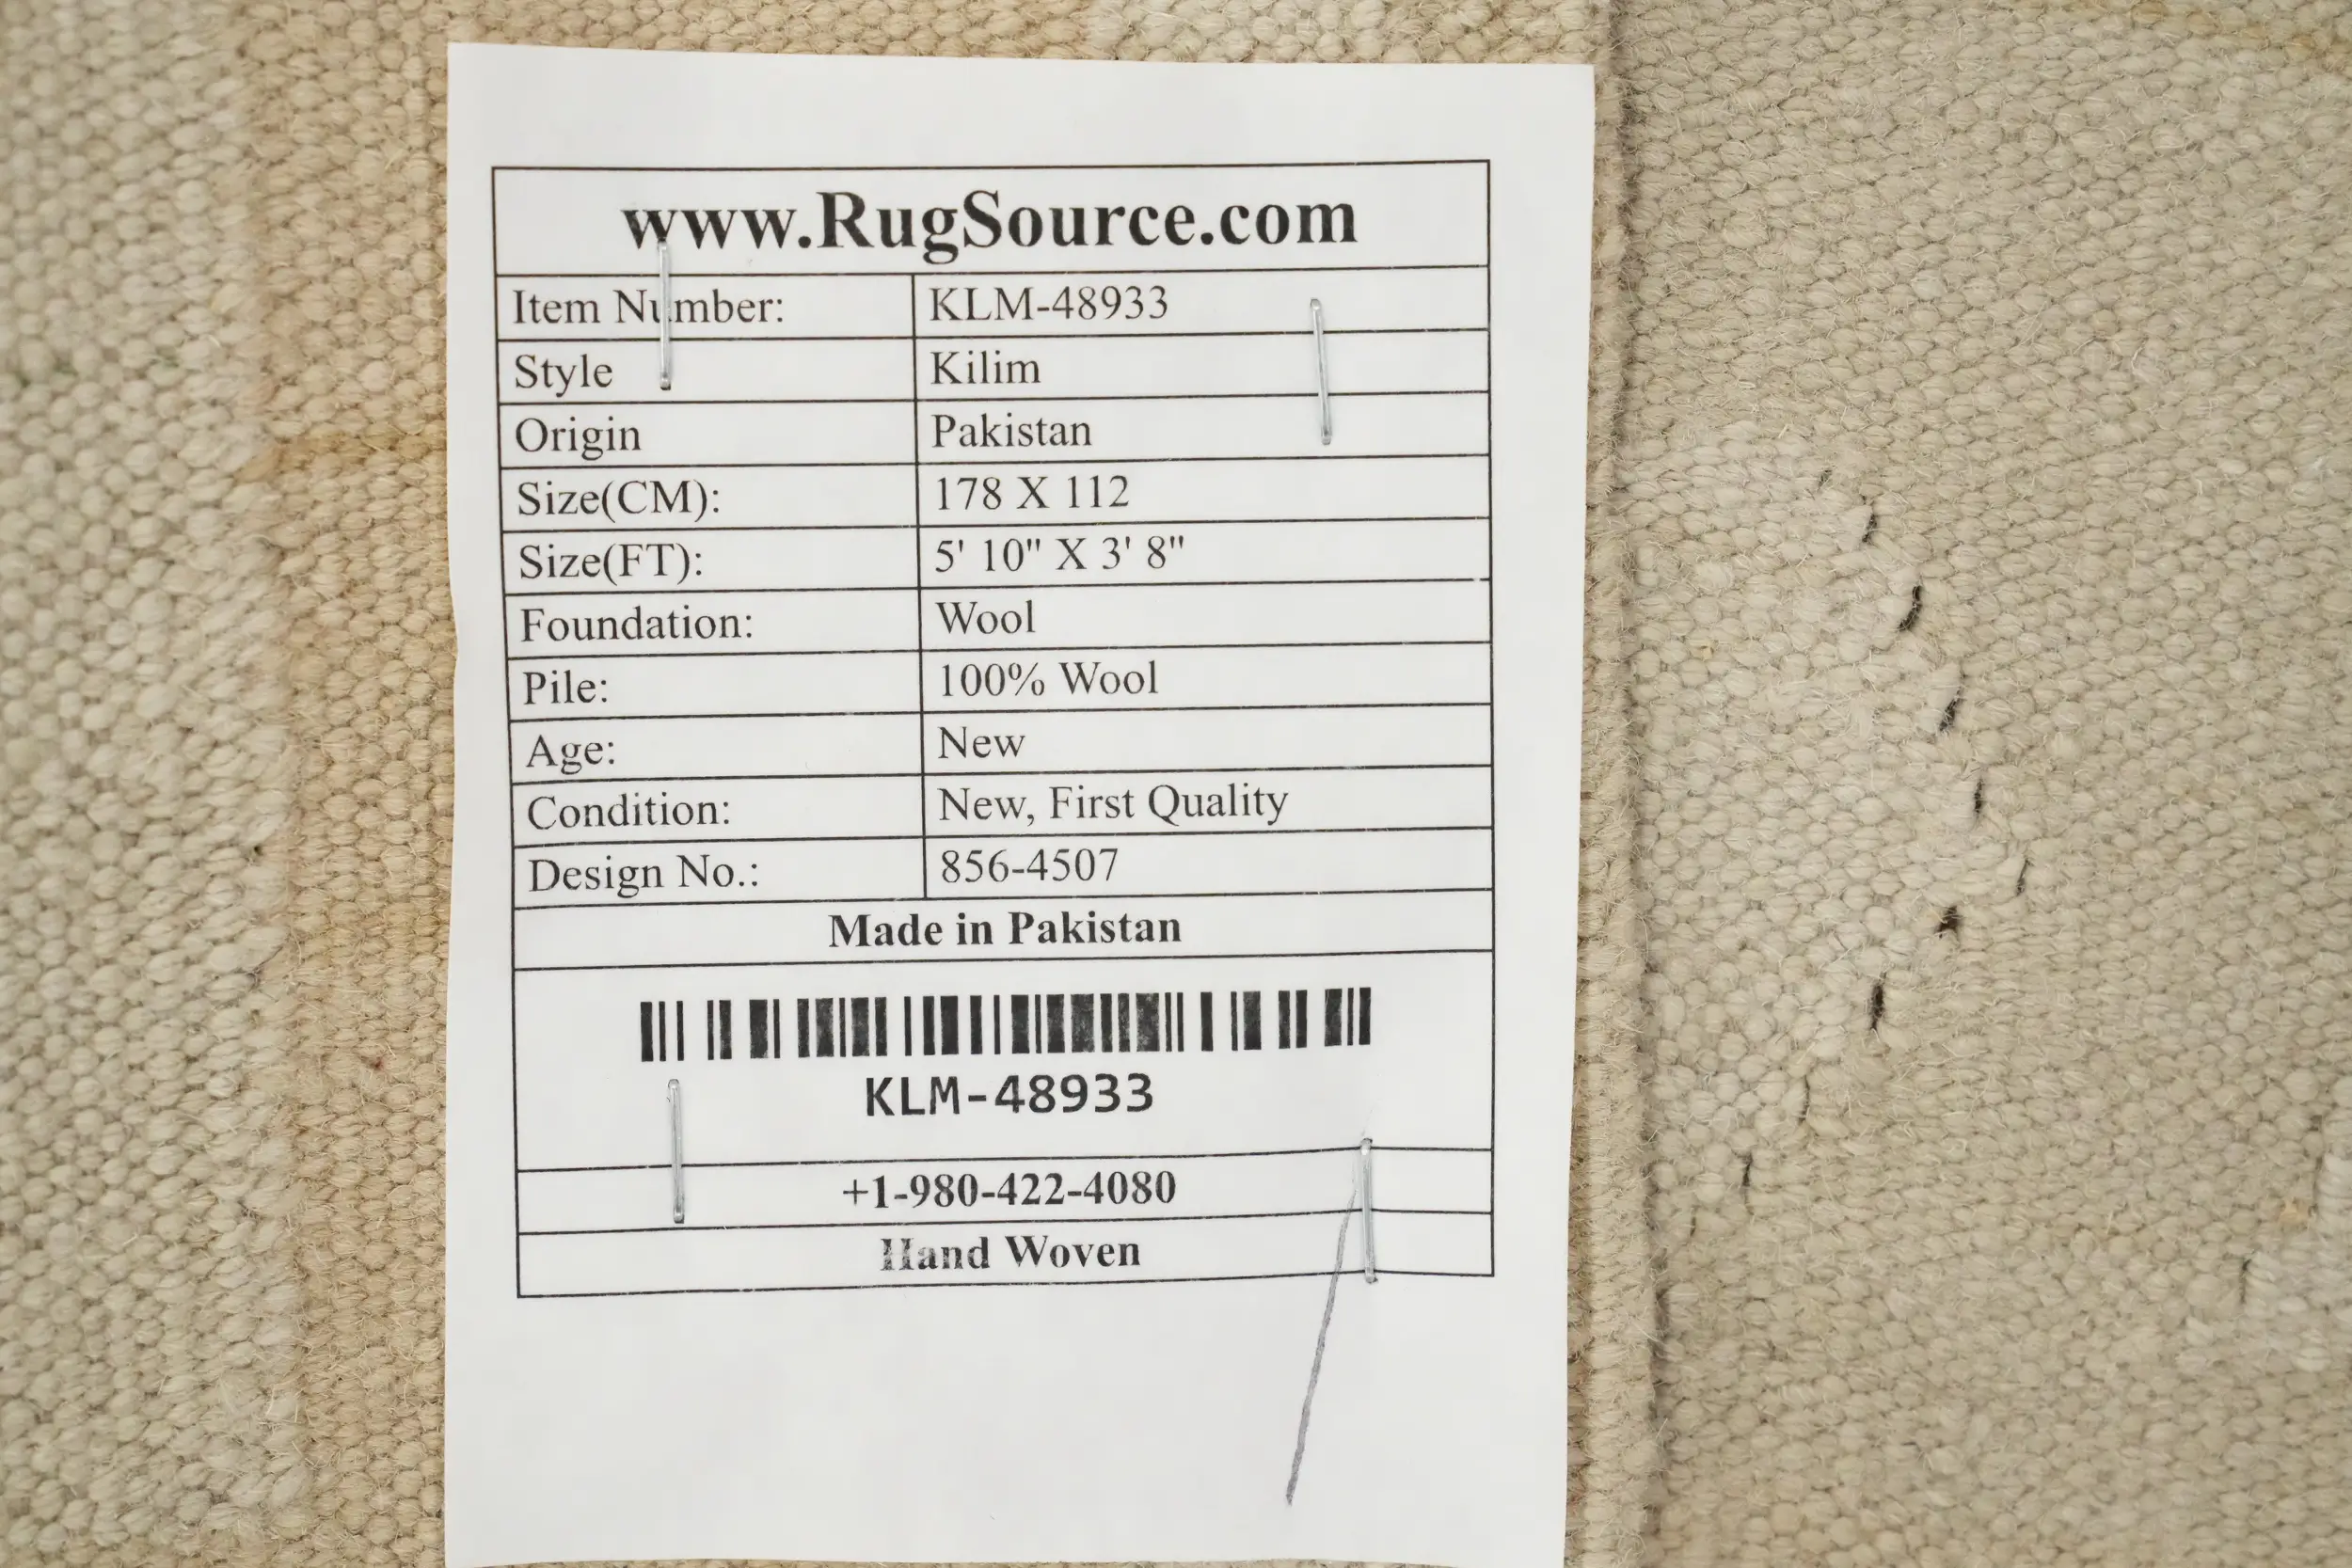 www.RugSource.com
Item Number: KLM-48933
Style Kilim
Origin Pakistan
Size(CM): 178 X 112
Size(FT): 5' 10" X 3' 8"
Foundation: Wool
Pile: 100% Wool
Age: New
Condition: New, First Quality
Design No.: 856-4507
Made in Pakistan
KLM-48933
+1-980-422-4080
Hand Woven